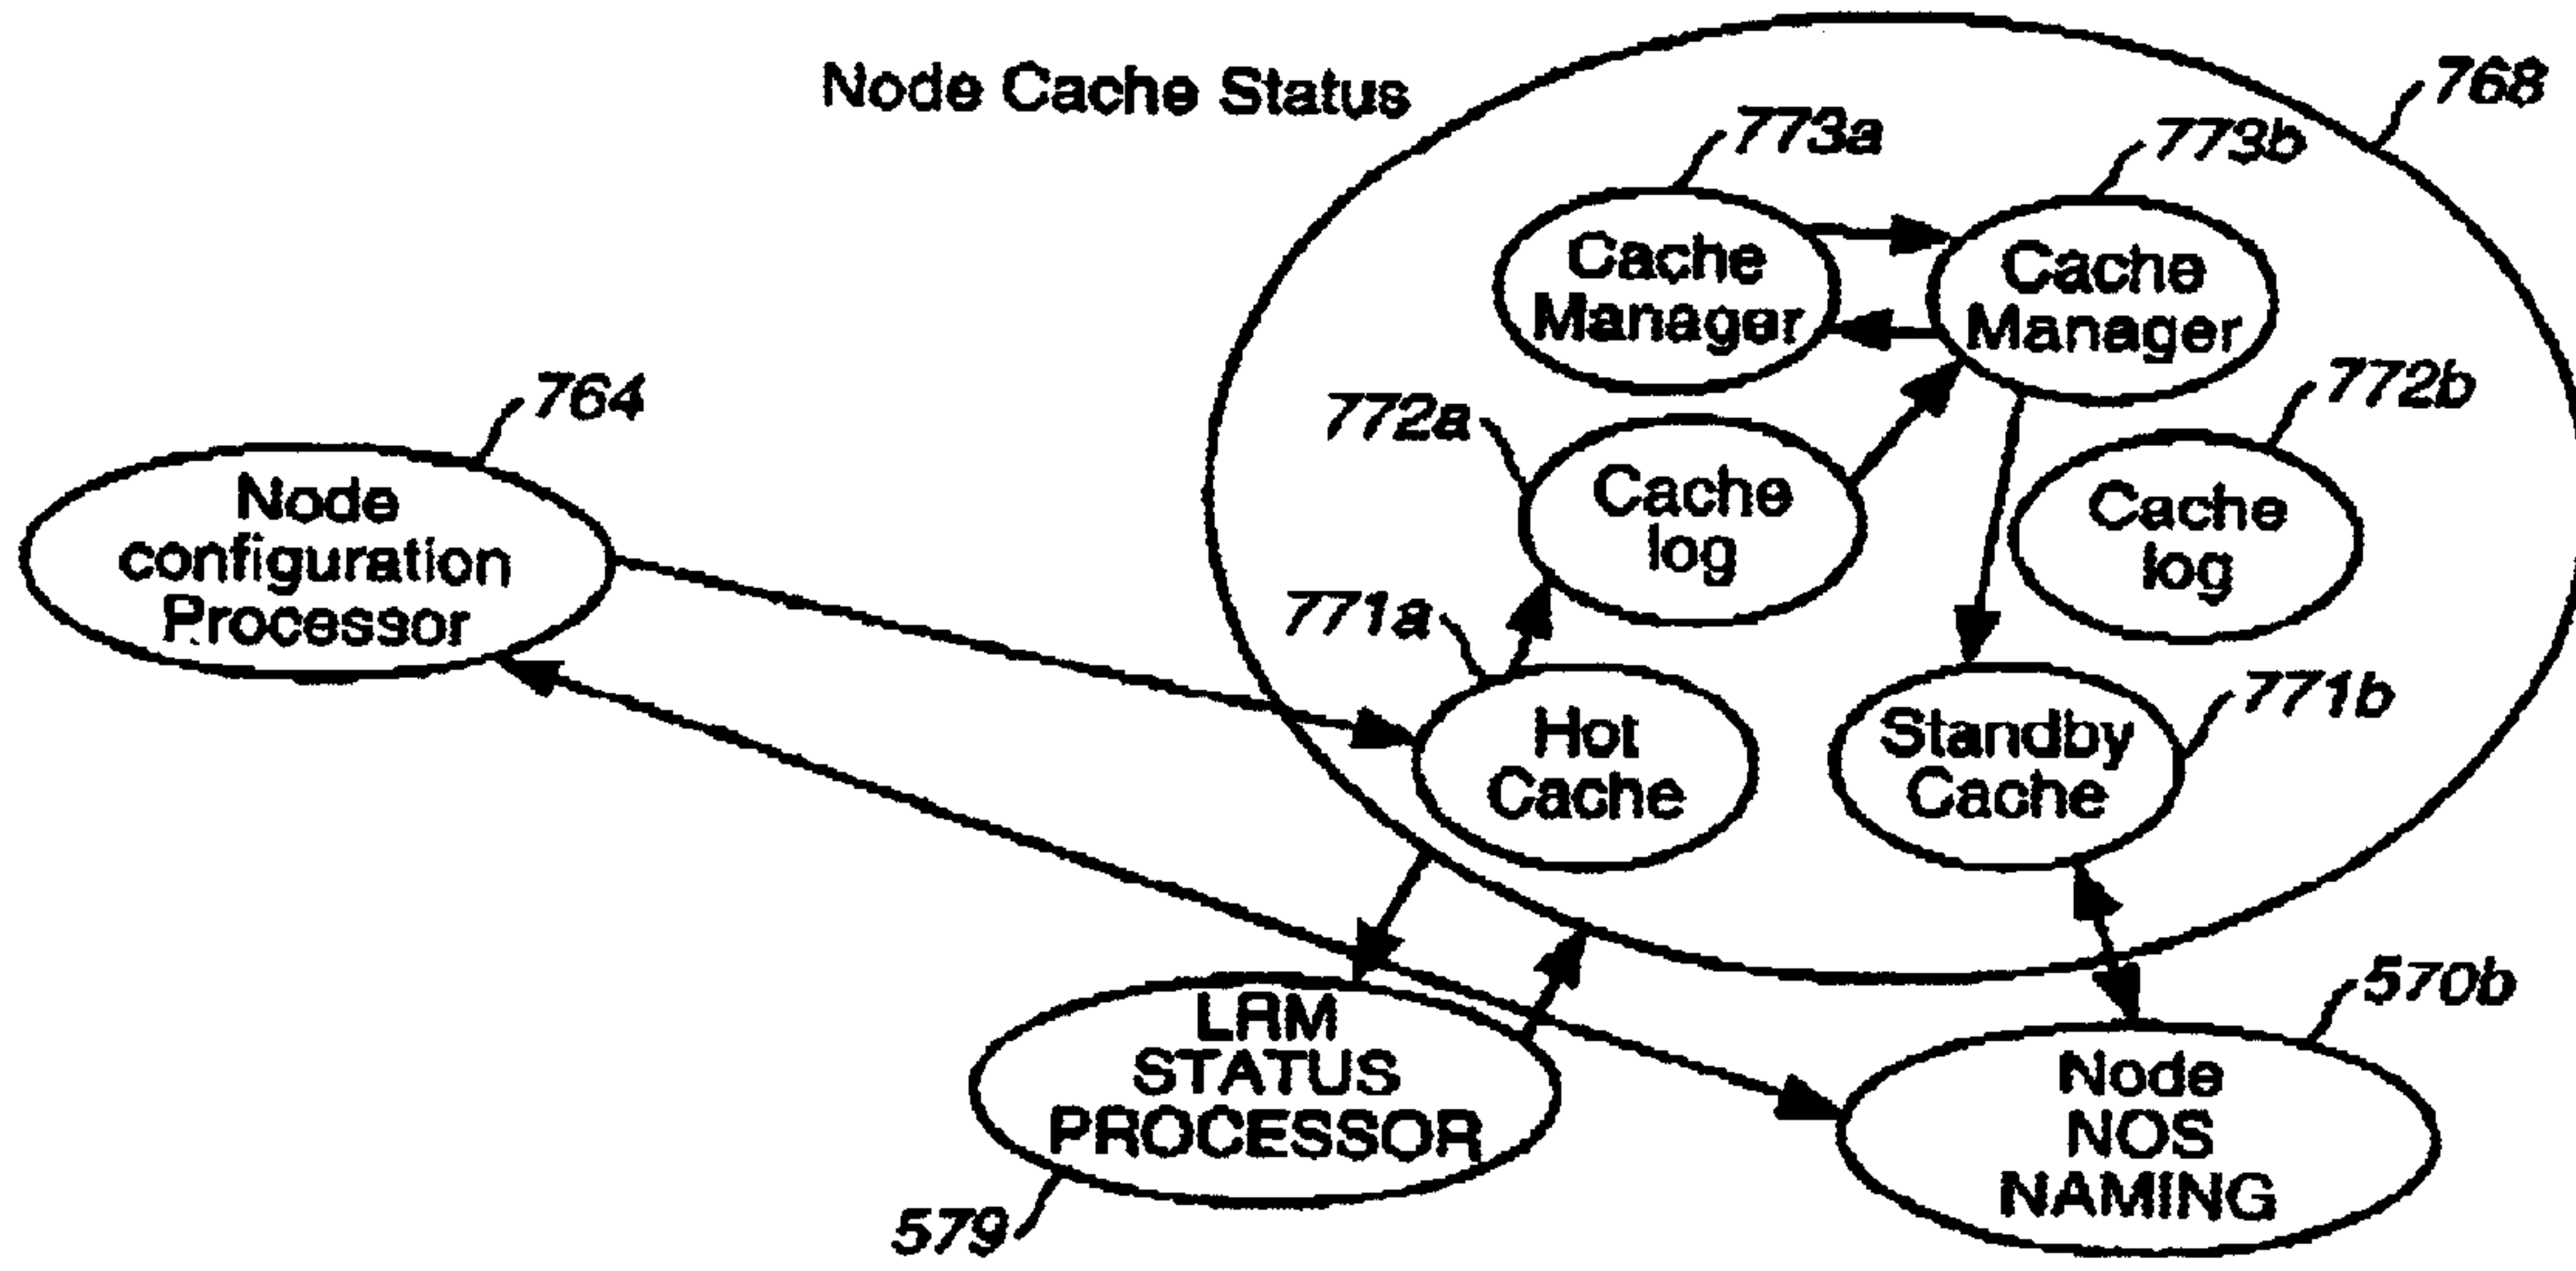 Node Cache Status
768
773a
773b
Cache
Manager
Cache
Manager
764
772a
772b
Node
configuration
Processor
Cache
log
Cache
log
771a
771b
Hot
Cache
Standby
Cache
570b
LRM
STATUS
PROCESSOR
Node
NOS
NAMING
579